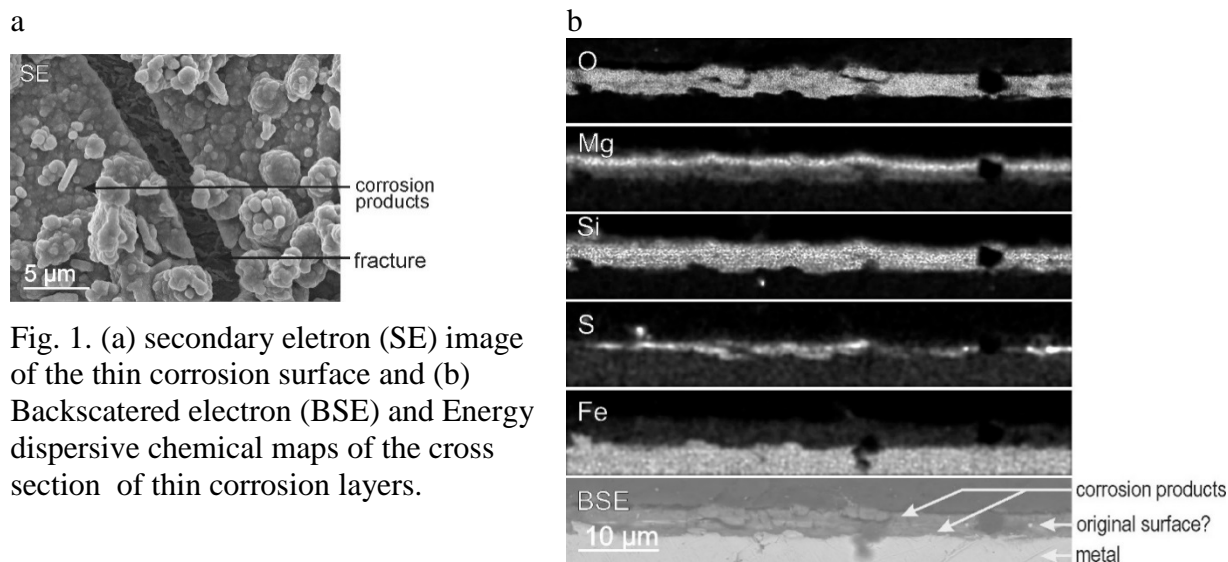 a
SE
corrosion
products
fracture
5 µm
Fig. 1. (a) secondary eletron (SE) image
of the thin corrosion surface and (b)
Backscatered electron (BSE) and Energy
dispersive chemical maps of the cross
section of thin corrosion layers.
b
O
Mg
Si
S
Fe
BSE
10 µm
corrosion products
original surface?
metal